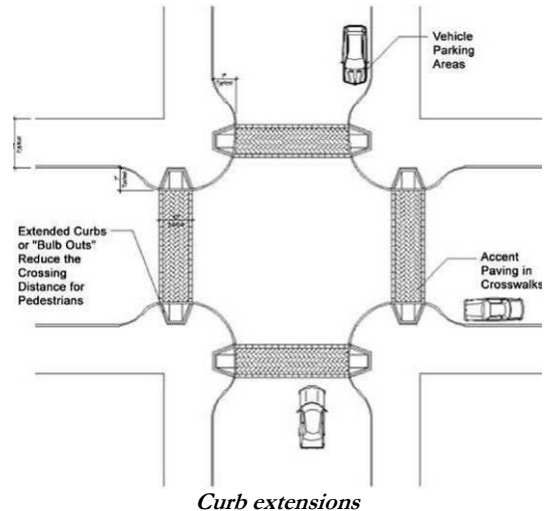 Vehicle
Parking
Areas
Extended Curbs
or "Bulb Outs"
Reduce the
Crossing
Distance for
Pedestrians
Accent
Paving in
Crosswalks
Curb extensions